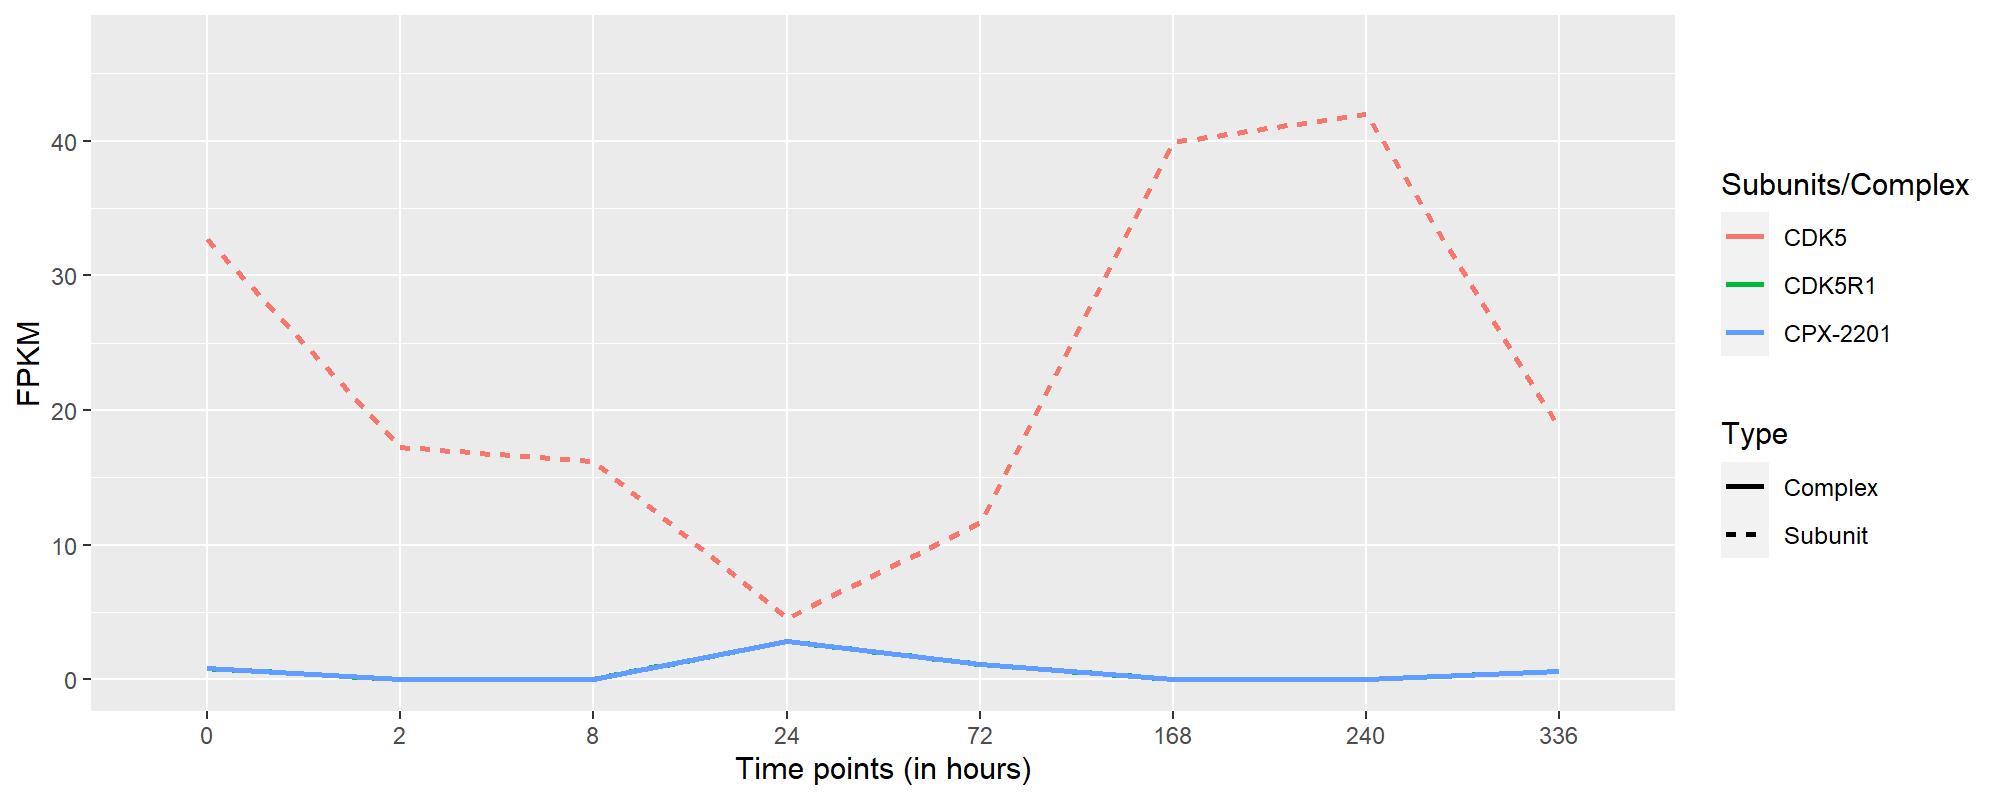 FPKM
40
30
20
10
0
0 2 8 24 72 168 240 336
Time points (in hours)
Subunits/Complex
CDK5
CDK5R1
CPX-2201
Type
Complex
Subunit